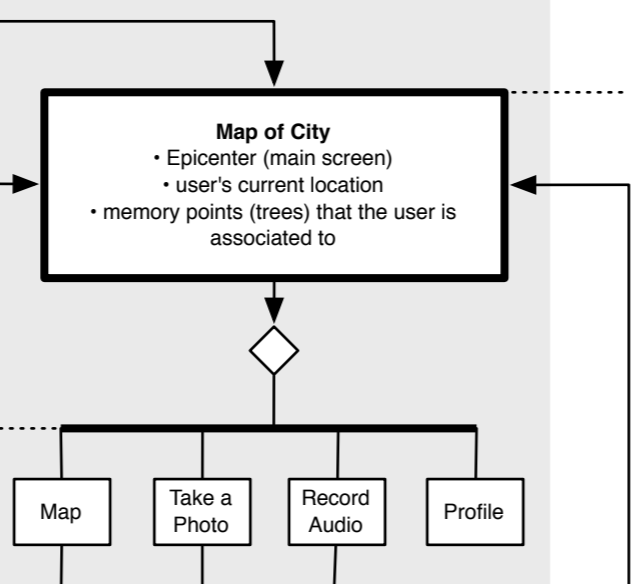 Map of City
• Epicenter (main screen)
• user's current location
• memory points (trees) that the user is
associated to
Map
Take a
Photo
Record
Audio
Profile